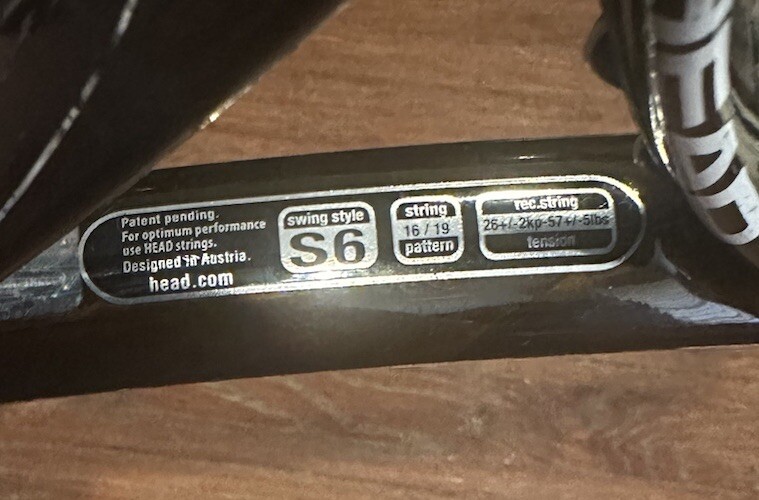 Patent pending.
For optimum performance
use HEAD strings.
Designed in Austria.
head.com
swing style
S6
string
16 / 19
pattern
rec.string
26+/-2kp-57+/-5lbs
tension
HEAD